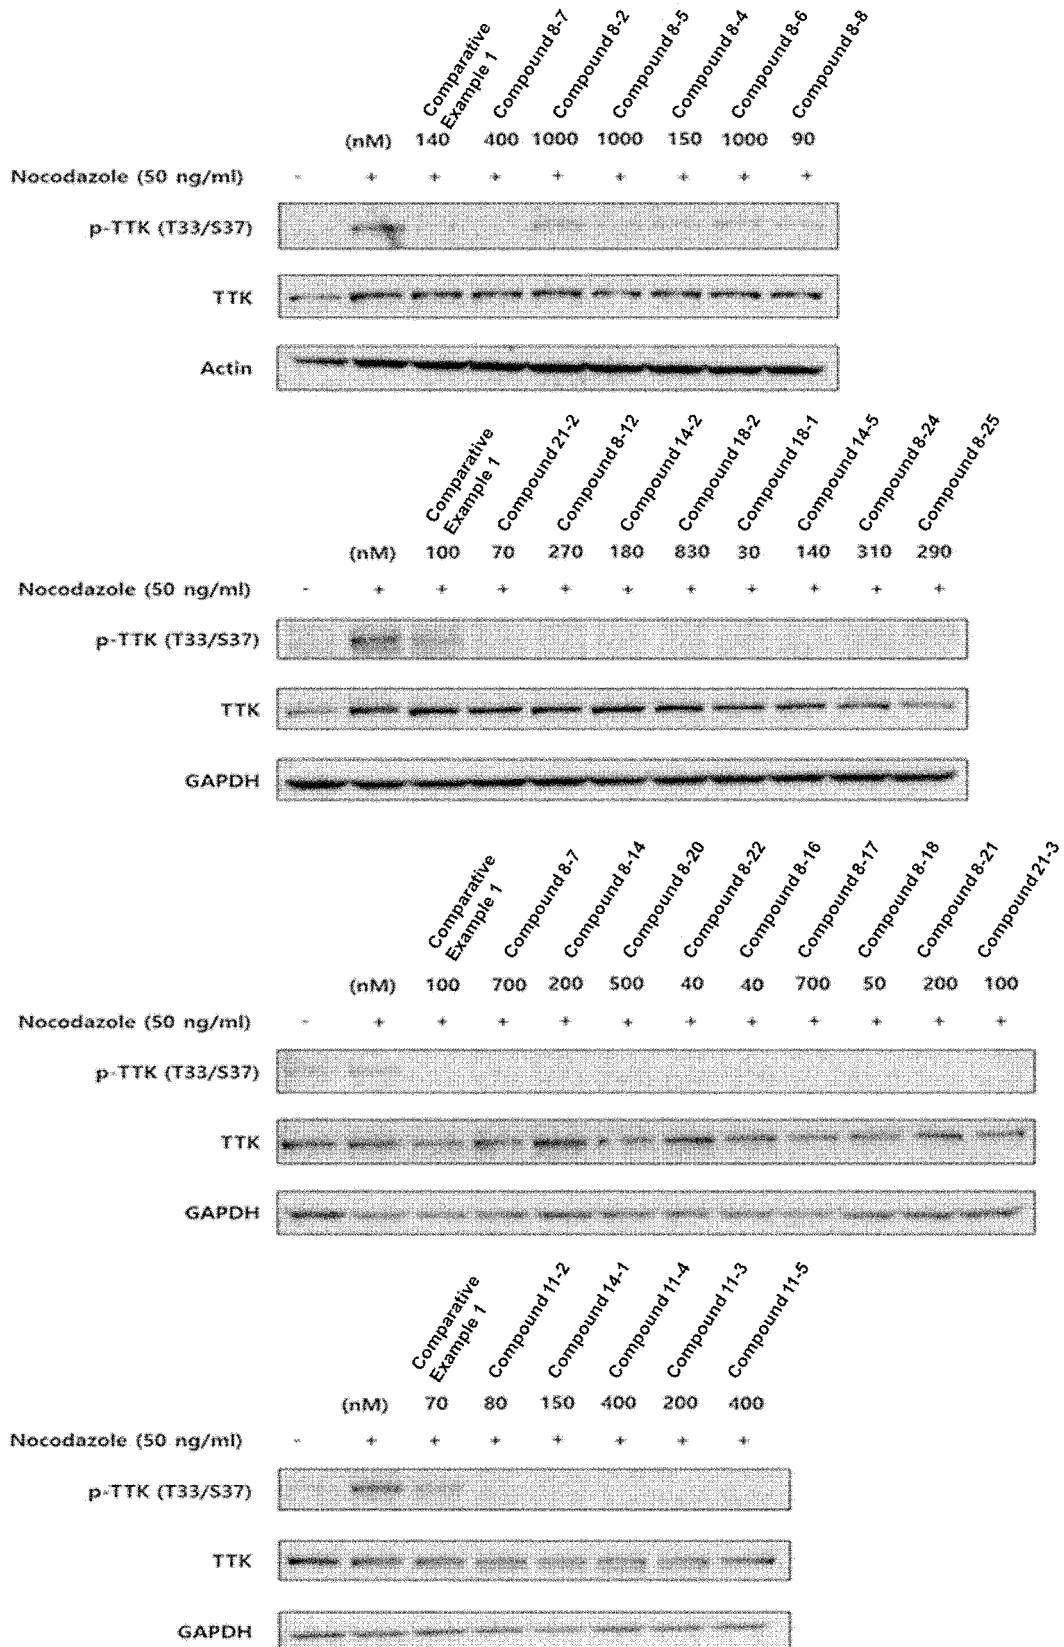 Comparative Example 1
Compound 8-7
Compound 8-2
Compound 8-5
Compound 8-4
Compound 8-6
Compound 8-8
(nM) 140 400 1000 1000 150 1000 90
Nocodazole (50 ng/ml) - + + + + + + + +
p-TTK (T33/S37)
TTK
Actin
Comparative Example 1
Compound 21-2
Compound 8-12
Compound 14-2
Compound 18-2
Compound 18-1
Compound 14-5
Compound 8-24
Compound 8-25
(nM) 100 70 270 180 830 30 140 310 290
Nocodazole (50 ng/ml) - + + + + + + + + + +
p-TTK (T33/S37)
TTK
GAPDH
Comparative Example 1
Compound 8-7
Compound 8-14
Compound 8-20
Compound 8-22
Compound 8-16
Compound 8-17
Compound 8-18
Compound 8-21
Compound 21-3
(nM) 100 700 200 500 40 40 700 50 200 100
Nocodazole (50 ng/ml) - + + + + + + + + + + +
p-TTK (T33/S37)
TTK
GAPDH
Comparative Example 1
Compound 11-2
Compound 14-1
Compound 11-4
Compound 11-3
Compound 11-5
(nM) 70 80 150 400 200 400
Nocodazole (50 ng/ml) - + + + + + + +
p-TTK (T33/S37)
TTK
GAPDH